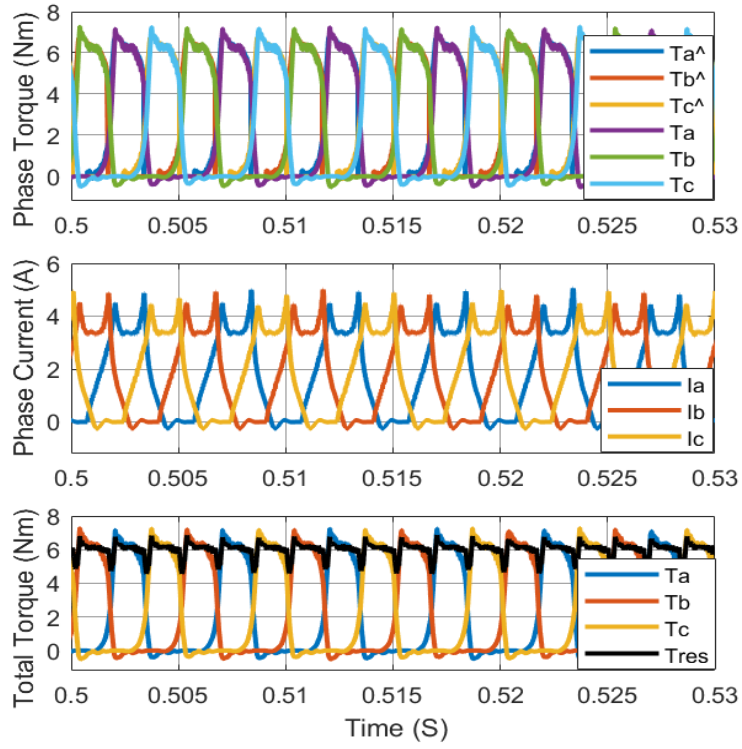 Phase Torque (Nm)
8
6
4
2
0
Ta^
Tb^
Tc^
Ta
Tb
Tc
0.5 0.505 0.51 0.515 0.52 0.525 0.53
Phase Current (A)
6
4
2
0
Ia
Ib
Ic
0.5 0.505 0.51 0.515 0.52 0.525 0.53
Total Torque (Nm)
8
6
4
2
0
Ta
Tb
Tc
Tres
0.5 0.505 0.51 0.515 0.52 0.525 0.53
Time (S)